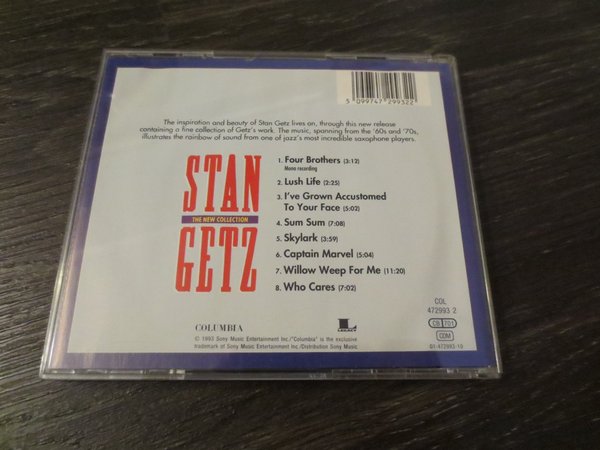 5 099747 299322
The inspiration and beauty of Stan Getz lives on, through this new release
containing a fine collection of Getz's work. The music, spanning from the '60s and '70s,
illustrates the rainbow of sound from one of jazz's most incredible saxophone players.
STAN
THE NEW COLLECTION
GETZ
1. Four Brothers (3:12)
Mono recording
2. Lush Life (2:25)
3. I've Grown Accustomed
To Your Face (5:02)
4. Sum Sum (7:08)
5. Skylark (3:59)
6. Captain Marvel (5:04)
7. Willow Weep For Me (11:20)
8. Who Cares (7:02)
COLUMBIA
© 1993 Sony Music Entertainment Inc./"Columbia" is the exclusive
trademark of Sony Music Entertainment Inc./Distribution Sony Music
COL
472993 2
CB 701
DDM
01-472993-10